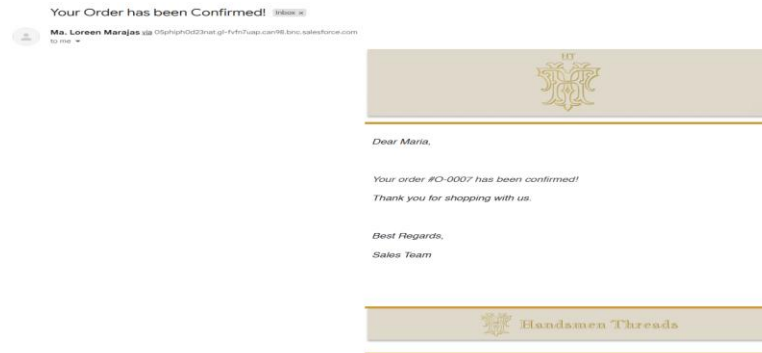 Your Order has been Confirmed! Inbox ×
Ma. Loreen Marajas via
to me
Dear Maria,
Your order #O-0007 has been confirmed!
Thank you for shopping with us.
Best Regards,
Sales Team
Handamen Threads